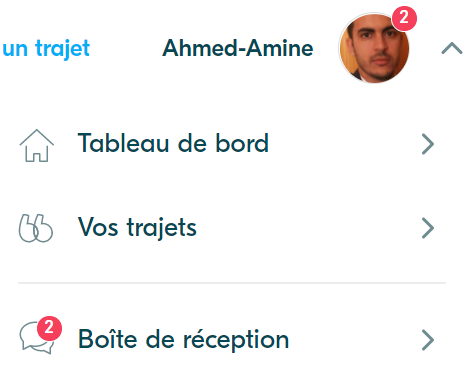 un trajet Ahmed-Amine 2
Tableau de bord
Vos trajets
2 Boîte de réception